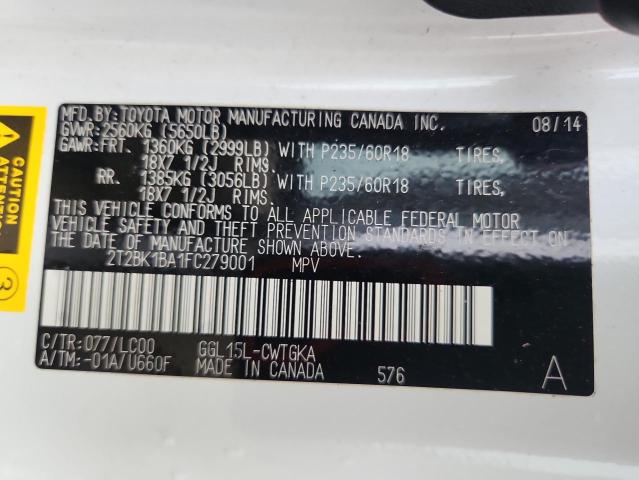 MFD.BY: TOYOTA MOTOR MANUFACTURING CANADA INC. 08/14
GVWR: 2560KG (5650LB)
GAWR: FRT. 1360KG (2999LB) WITH P235/60R18 TIRES,
18X7 1/2J RIMS.
RR. 1385KG (3056LB) WITH P235/60R18 TIRES,
18X7 1/2J RIMS.
THIS VEHICLE CONFORMS TO ALL APPLICABLE FEDERAL MOTOR
VEHICLE SAFETY AND THEFT PREVENTION STANDARDS IN EFFECT ON
THE DATE OF MANUFACTURE SHOWN ABOVE.
2T2BK1BA1FC279001 MPV
C/TR: 077/LC00 GGL15L-CWTGKA
A/TM: -01A/U660F MADE IN CANADA 576 A
CAUTION
ATTENTION
3